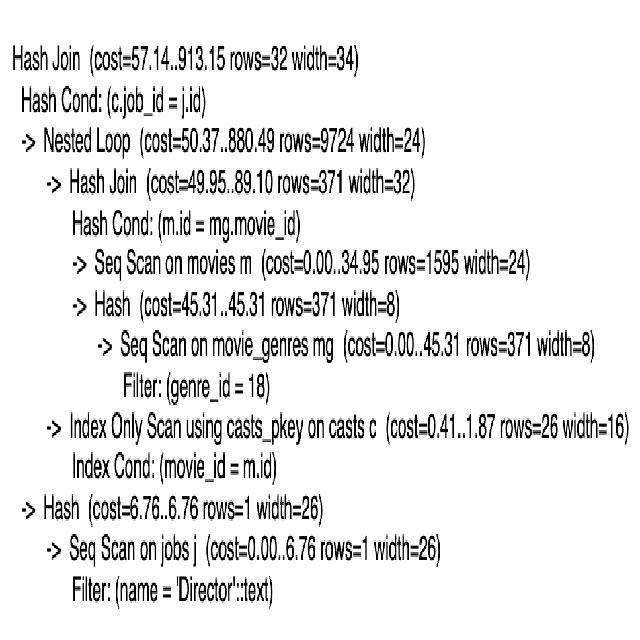 Hash Join (cost=57.14..913.15 rows=32 width=34)
Hash Cond: (c.job_id = j.id)
-> Nested Loop (cost=50.37..880.49 rows=9724 width=24)
-> Hash Join (cost=49.95..89.10 rows=371 width=32)
Hash Cond: (m.id = mg.movie_id)
-> Seq Scan on movies m (cost=0.00..34.95 rows=1595 width=24)
-> Hash (cost=45.31..45.31 rows=371 width=8)
-> Seq Scan on movie_genres mg (cost=0.00..45.31 rows=371 width=8)
Filter: (genre_id = 18)
-> Index Only Scan using casts_pkey on casts c (cost=0.41..1.87 rows=26 width=16)
Index Cond: (movie_id = m.id)
-> Hash (cost=6.76..6.76 rows=1 width=26)
-> Seq Scan on jobs j (cost=0.00..6.76 rows=1 width=26)
Filter: (name = 'Director'::text)